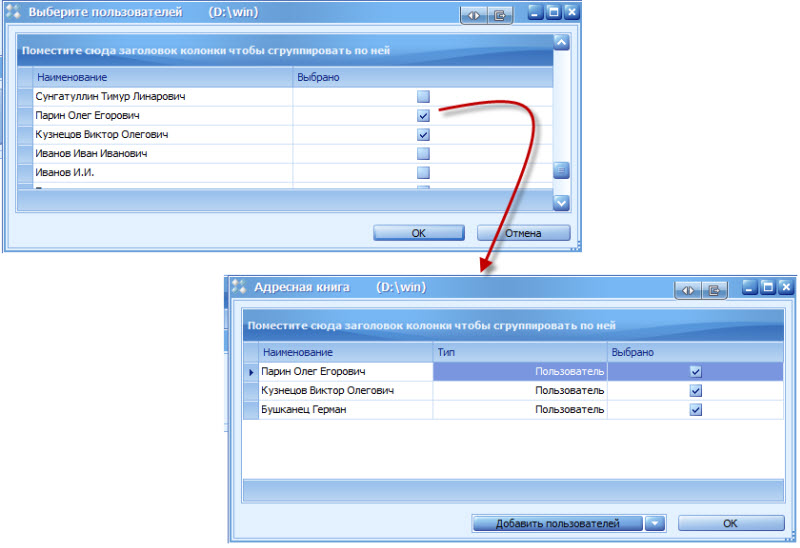 Выберите пользователей (D:\win)
Поместите сюда заголовок колонки чтобы сгруппировать по ней
Наименование Выбрано
Сунгатуллин Тимур Линарович
Парин Олег Егорович
Кузнецов Виктор Олегович
Иванов Иван Иванович
Иванов И.И.
OK Отмена
Адресная книга (D:\win)
Поместите сюда заголовок колонки чтобы сгруппировать по ней
Наименование Тип Выбрано
Парин Олег Егорович Пользователь
Кузнецов Виктор Олегович Пользователь
Бушканец Герман Пользователь
Добавить пользователей OK